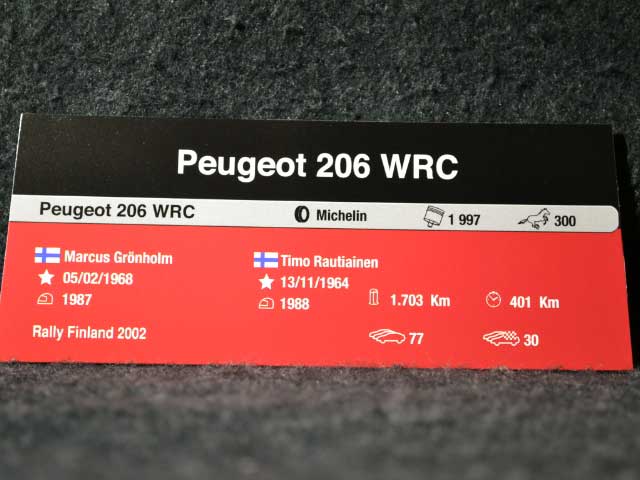 Peugeot 206 WRC
Peugeot 206 WRC Michelin 1 997 300
Marcus Grönholm Timo Rautiainen
05/02/1968 13/11/1964
1987 1988 1.703 Km 401 Km
Rally Finland 2002 77 30